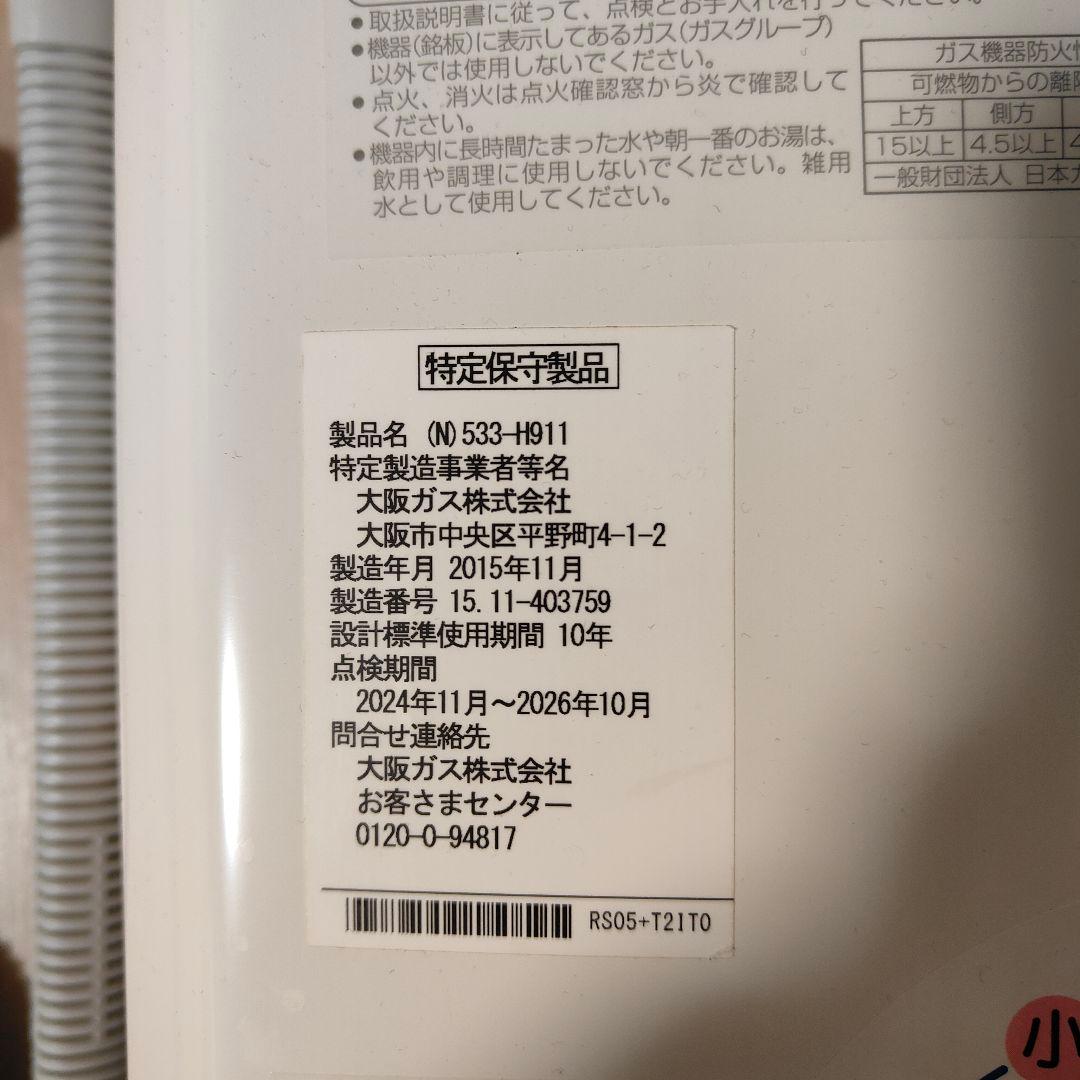 ●取扱説明書に従って、点検とお手入れを行ってください。
●機器(銘板)に表示してあるガス(ガスグループ)
以外では使用しないでください。
●点火、消火は点火確認窓から炎で確認して
ください。
●機器内に長時間たまった水や朝一番のお湯は、
飲用や調理に使用しないでください。雑用
水として使用してください。
ガス機器防火
可燃物からの離
上方 側方
15以上 4.5以上 4
一般財団法人 日本
特定保守製品
製品名 (N)533-H911
特定製造事業者等名
大阪ガス株式会社
大阪市中央区平野町4-1-2
製造年月 2015年11月
製造番号 15.11-403759
設計標準使用期間 10年
点検期間
2024年11月～2026年10月
問合せ連絡先
大阪ガス株式会社
お客さまセンター
0120-0-94817
RS05+T21T0
小